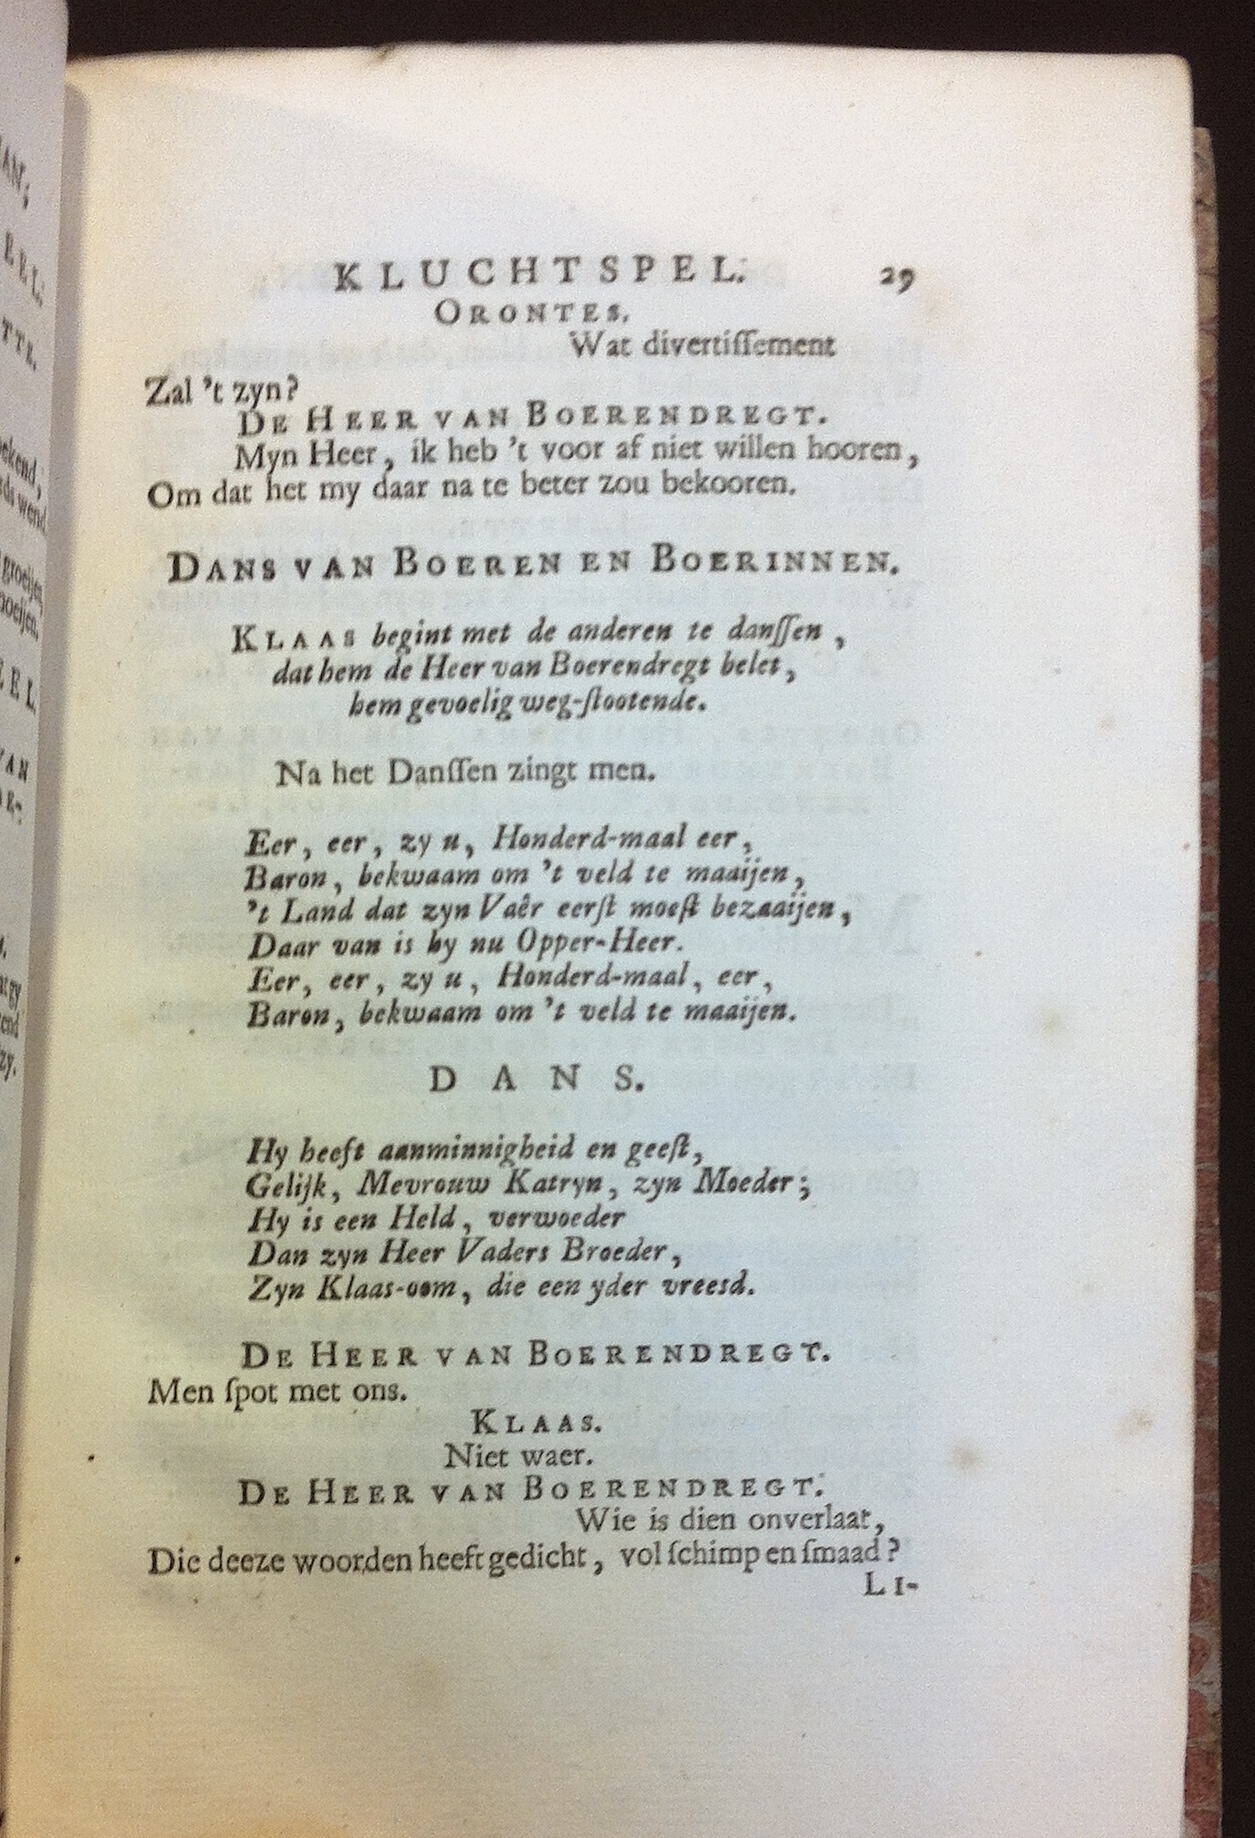 KLUCHTSPEL. 29
ORONTES.
Wat divertiſſement
Zal 't zyn?
DE HEER VAN BOERENDREGT.
Myn Heer, ik heb 't voor af niet willen hooren,
Om dat het my daar na te beter zou bekooren.
DANS VAN BOEREN EN BOERINNEN.
KLAAS begint met de anderen te danſſen,
dat hem de Heer van Boerendregt belet,
hem gevoelig weg-ſtootende.
Na het Danſſen zingt men.
Eer, eer, zy u, Honderd-maal eer,
Baron, bekwaam om 't veld te maaijen,
't Land dat zyn Vaêr eerſt moeſt bezaaijen,
Daar van is hy nu Opper-Heer.
Eer, eer, zy u, Honderd-maal, eer,
Baron, bekwaam om 't veld te maaijen.
DANS.
Hy heeft aanminnigheid en geeſt,
Gelijk, Mevrouw Katryn, zyn Moeder;
Hy is een Held, verwoeder
Dan zyn Heer Vaders Broeder,
Zyn Klaas-oom, die een yder vreesd.
DE HEER VAN BOERENDREGT.
Men ſpot met ons.
KLAAS.
Niet waer.
DE HEER VAN BOERENDREGT.
Wie is dien onverlaat,
Die deeze woorden heeft gedicht, vol ſchimp en ſmaad?
LI-